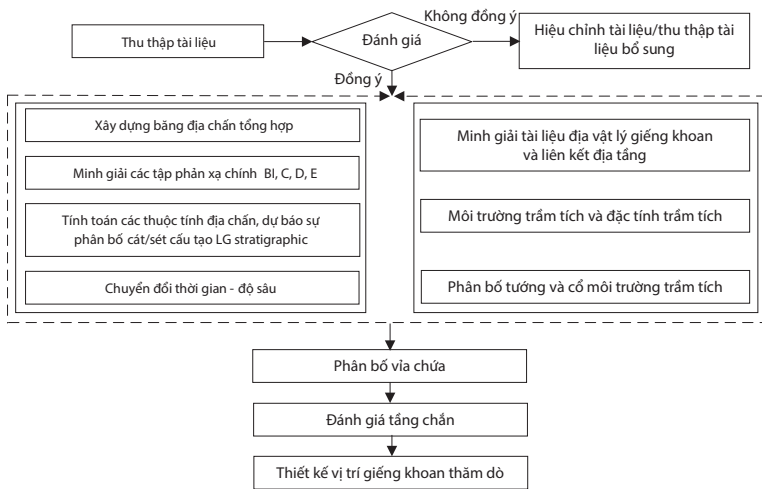 Thu thập tài liệu
Đánh giá
Không đồng ý
Hiệu chỉnh tài liệu/thu thập tài
liệu bổ sung
Đồng ý
Xây dựng băng địa chấn tổng hợp
Minh giải các tập phản xạ chính BI, C, D, E
Tính toán các thuộc tính địa chấn, dự báo sự
phân bố cát/sét cấu tạo LG stratigraphic
Chuyển đổi thời gian - độ sâu
Minh giải tài liệu địa vật lý giếng khoan
và liên kết địa tầng
Môi trường trầm tích và đặc tính trầm tích
Phân bố tướng và cổ môi trường trầm tích
Phân bố vỉa chứa
Đánh giá tầng chắn
Thiết kế vị trí giếng khoan thăm dò